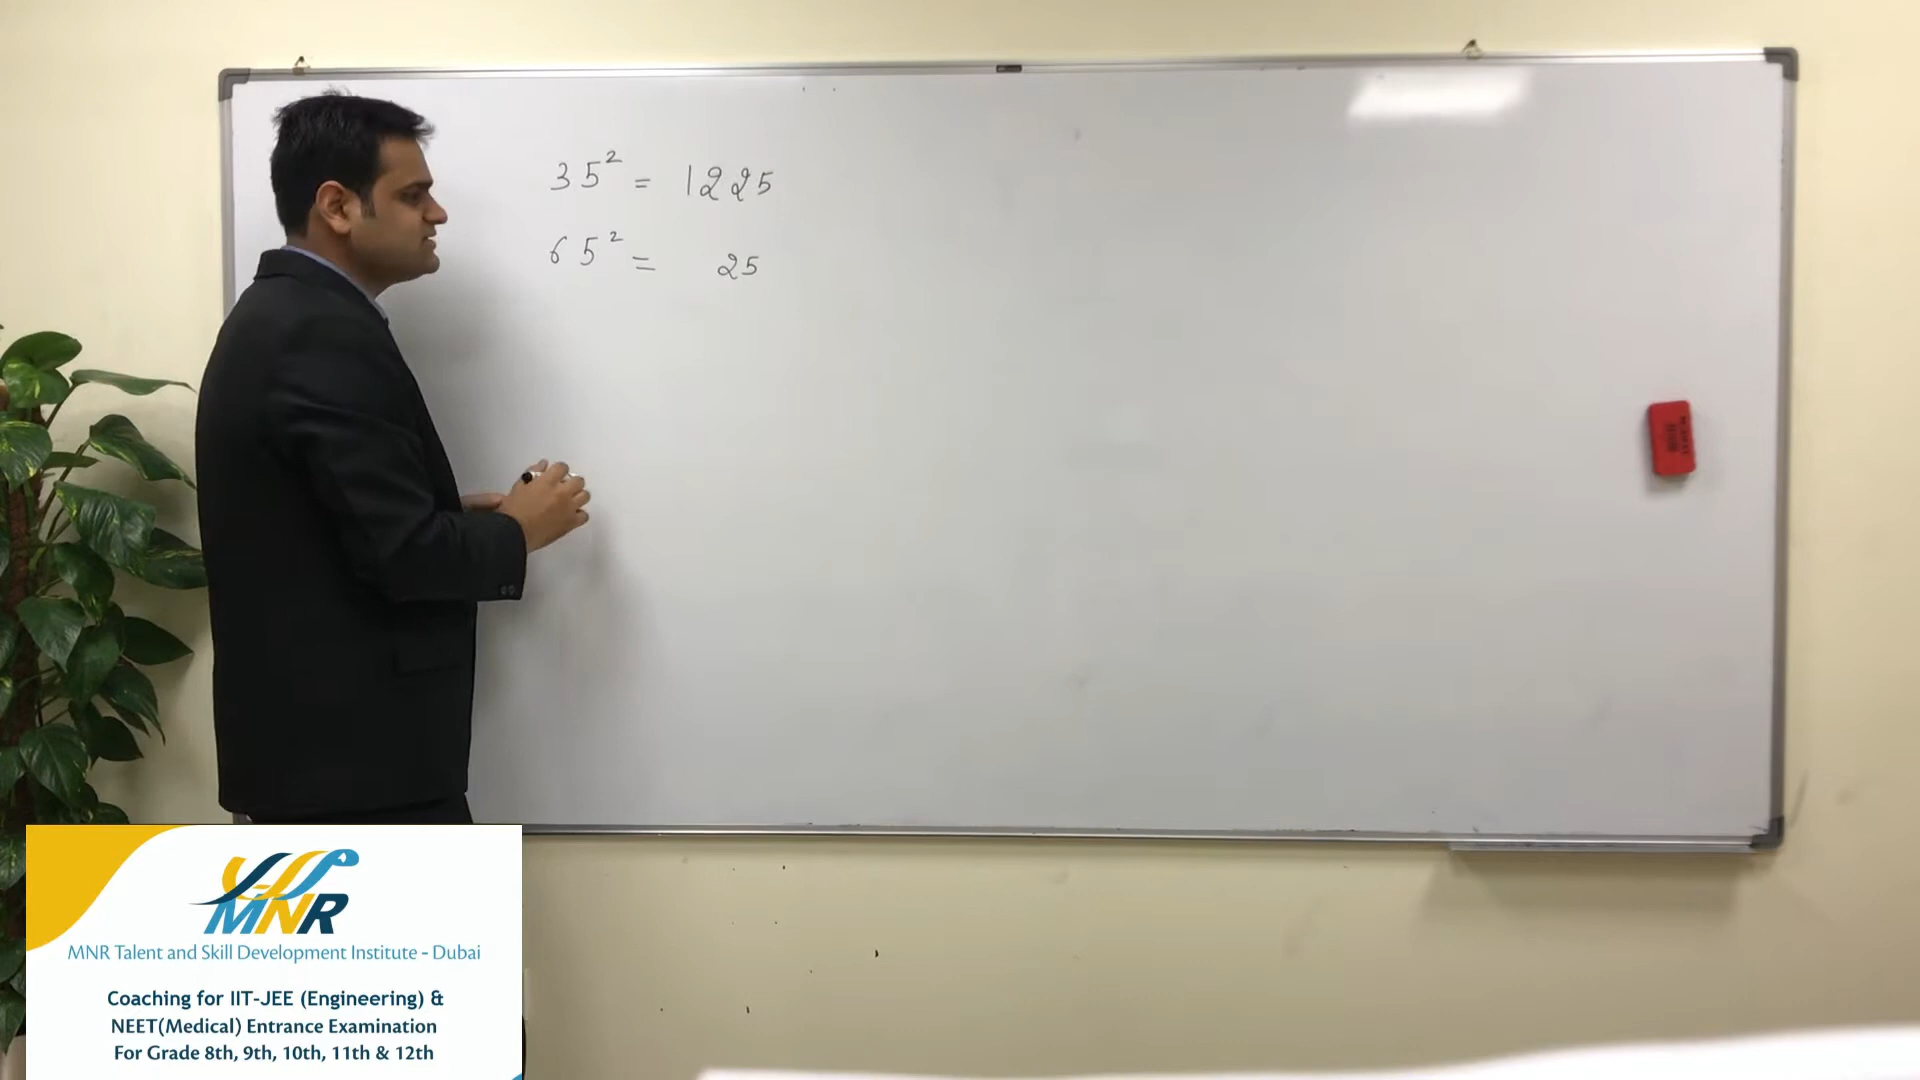 35² = 1225
65² = 25
MNR
MNR Talent and Skill Development Institute - Dubai
Coaching for IIT-JEE (Engineering) &
NEET(Medical) Entrance Examination
For Grade 8th, 9th, 10th, 11th & 12th